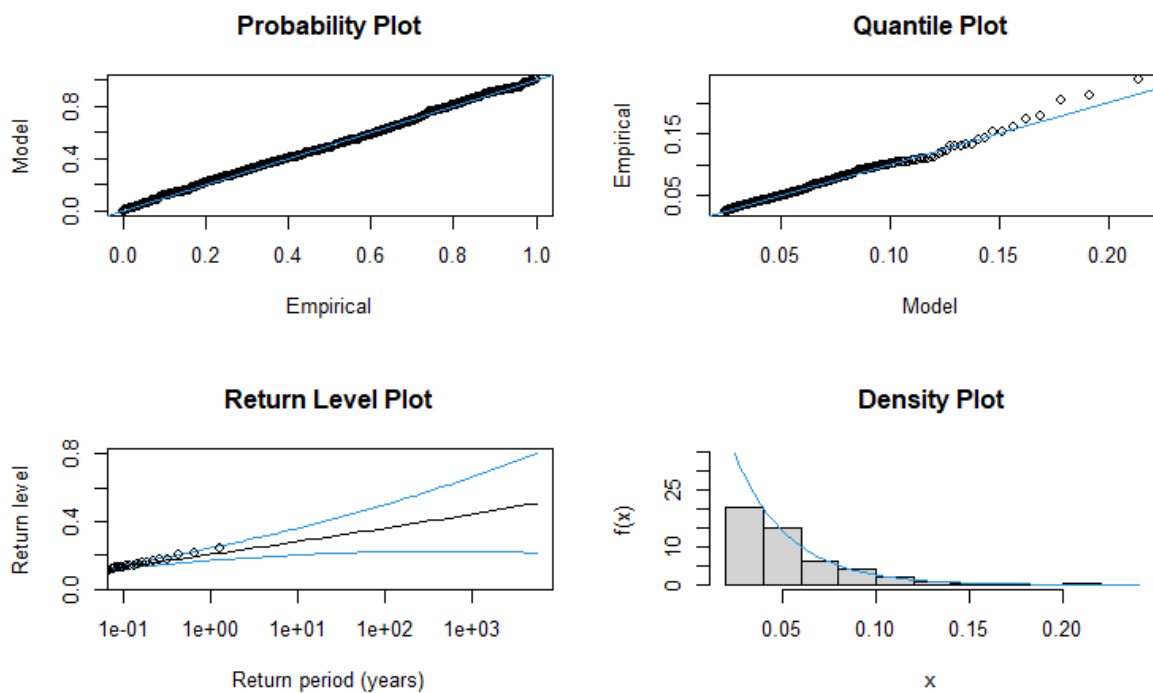 Probability Plot
Model
0.0 0.4 0.8
0.0 0.2 0.4 0.6 0.8 1.0
Empirical
Quantile Plot
Empirical
0.05 0.15
0.05 0.10 0.15 0.20
Model
Return Level Plot
Return level
0.0 0.4 0.8
1e-01 1e+00 1e+01 1e+02 1e+03
Return period (years)
Density Plot
f(x)
0 10 25
0.05 0.10 0.15 0.20
x